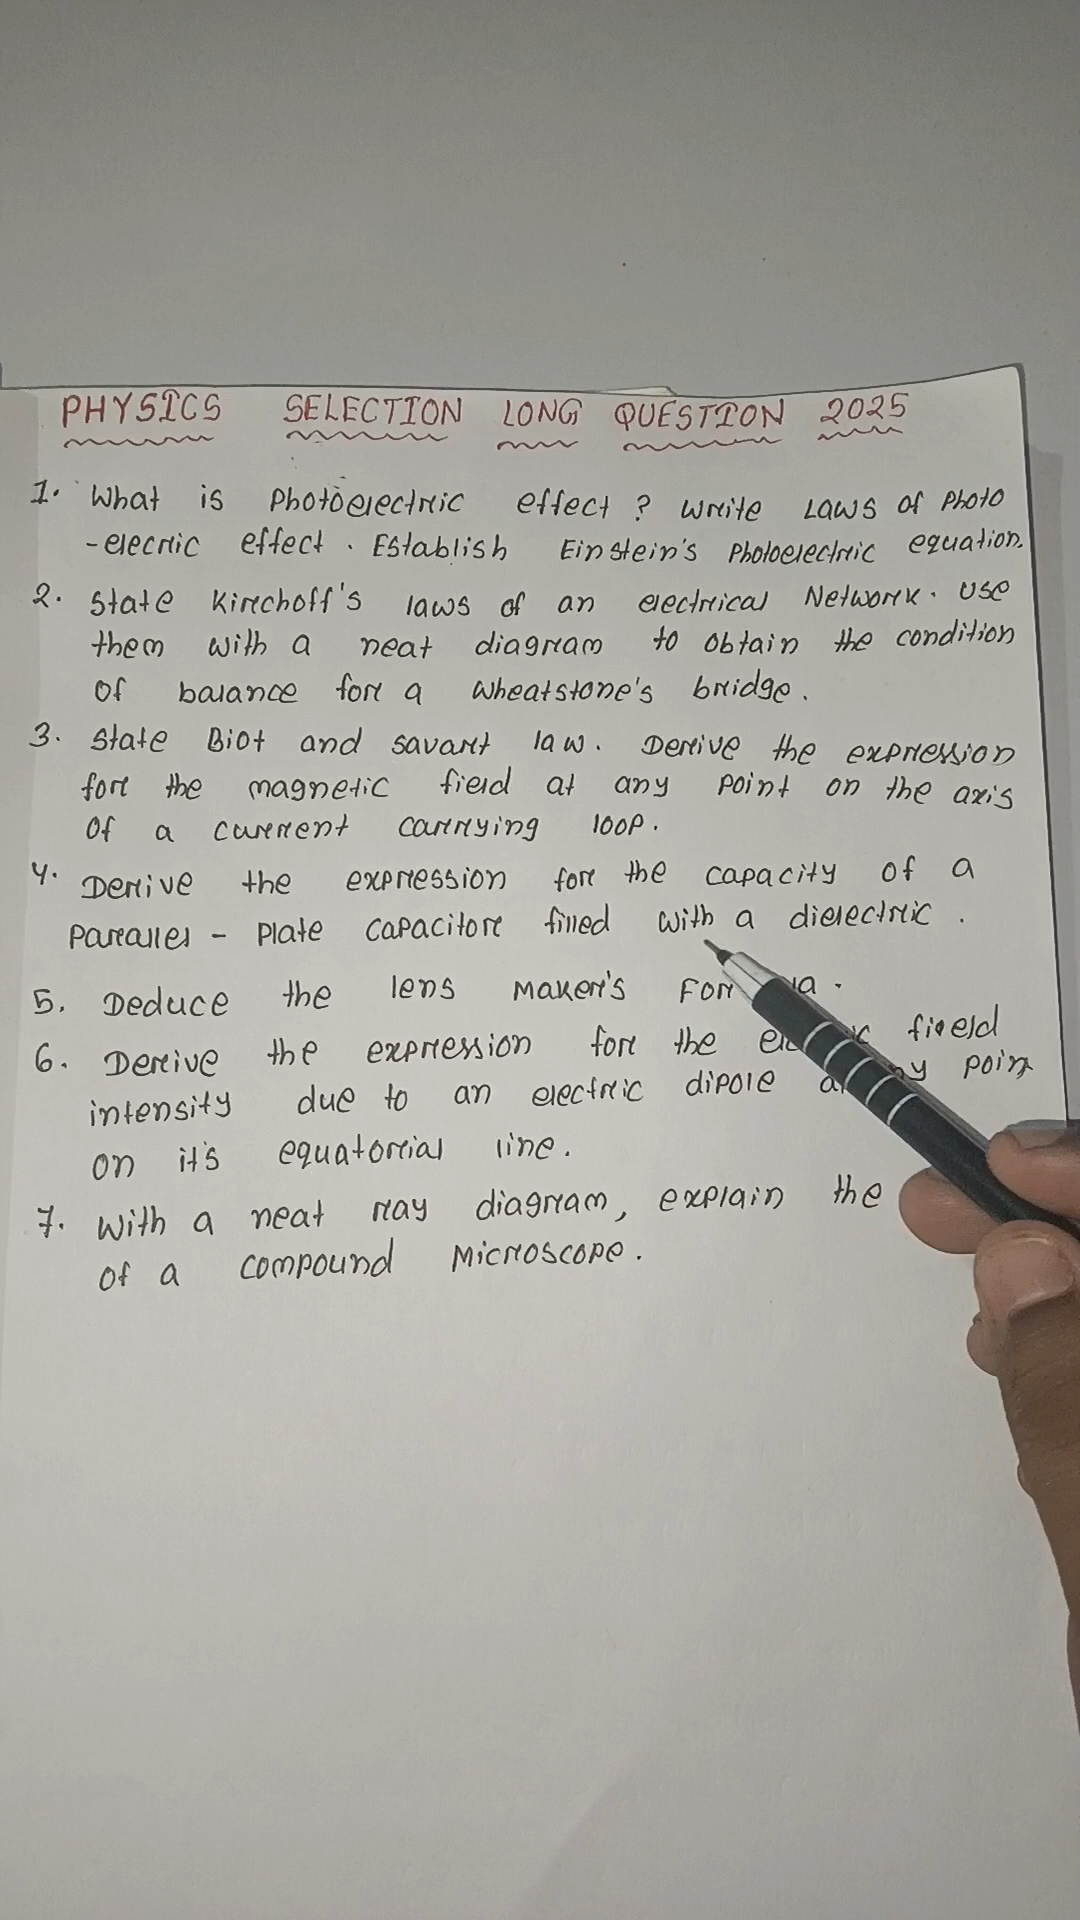 PHYSICS SELECTION LONG QUESTION 2025
1. What is Photoelectric effect? Write Laws of Photo
-elecric effect. Establish Einstein's Photoelectric equation.
2. State Kirchoff's laws of an electrical Network. Use
them with a neat diagram to obtain the condition
of balance for a Wheatstone's bridge.
3. State Biot and savart law. Derive the expression
for the magnetic field at any point on the axis
of a current carrying loop.
4. Derive the expression for the capacity of a
Parallel - Plate capacitor filled with a dielectric.
5. Deduce the lens Maker's
6. Derive the expression for the field
intensity due to an electric dipole poin
on it's equatorial line.
7. With a neat ray diagram, explain the
of a compound Microscope.